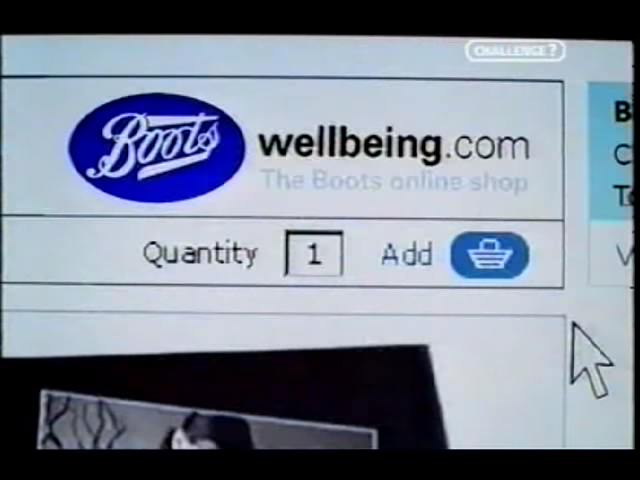 CHALLENGE?
Boots
wellbeing.com
The Boots online shop
Quantity 1 Add